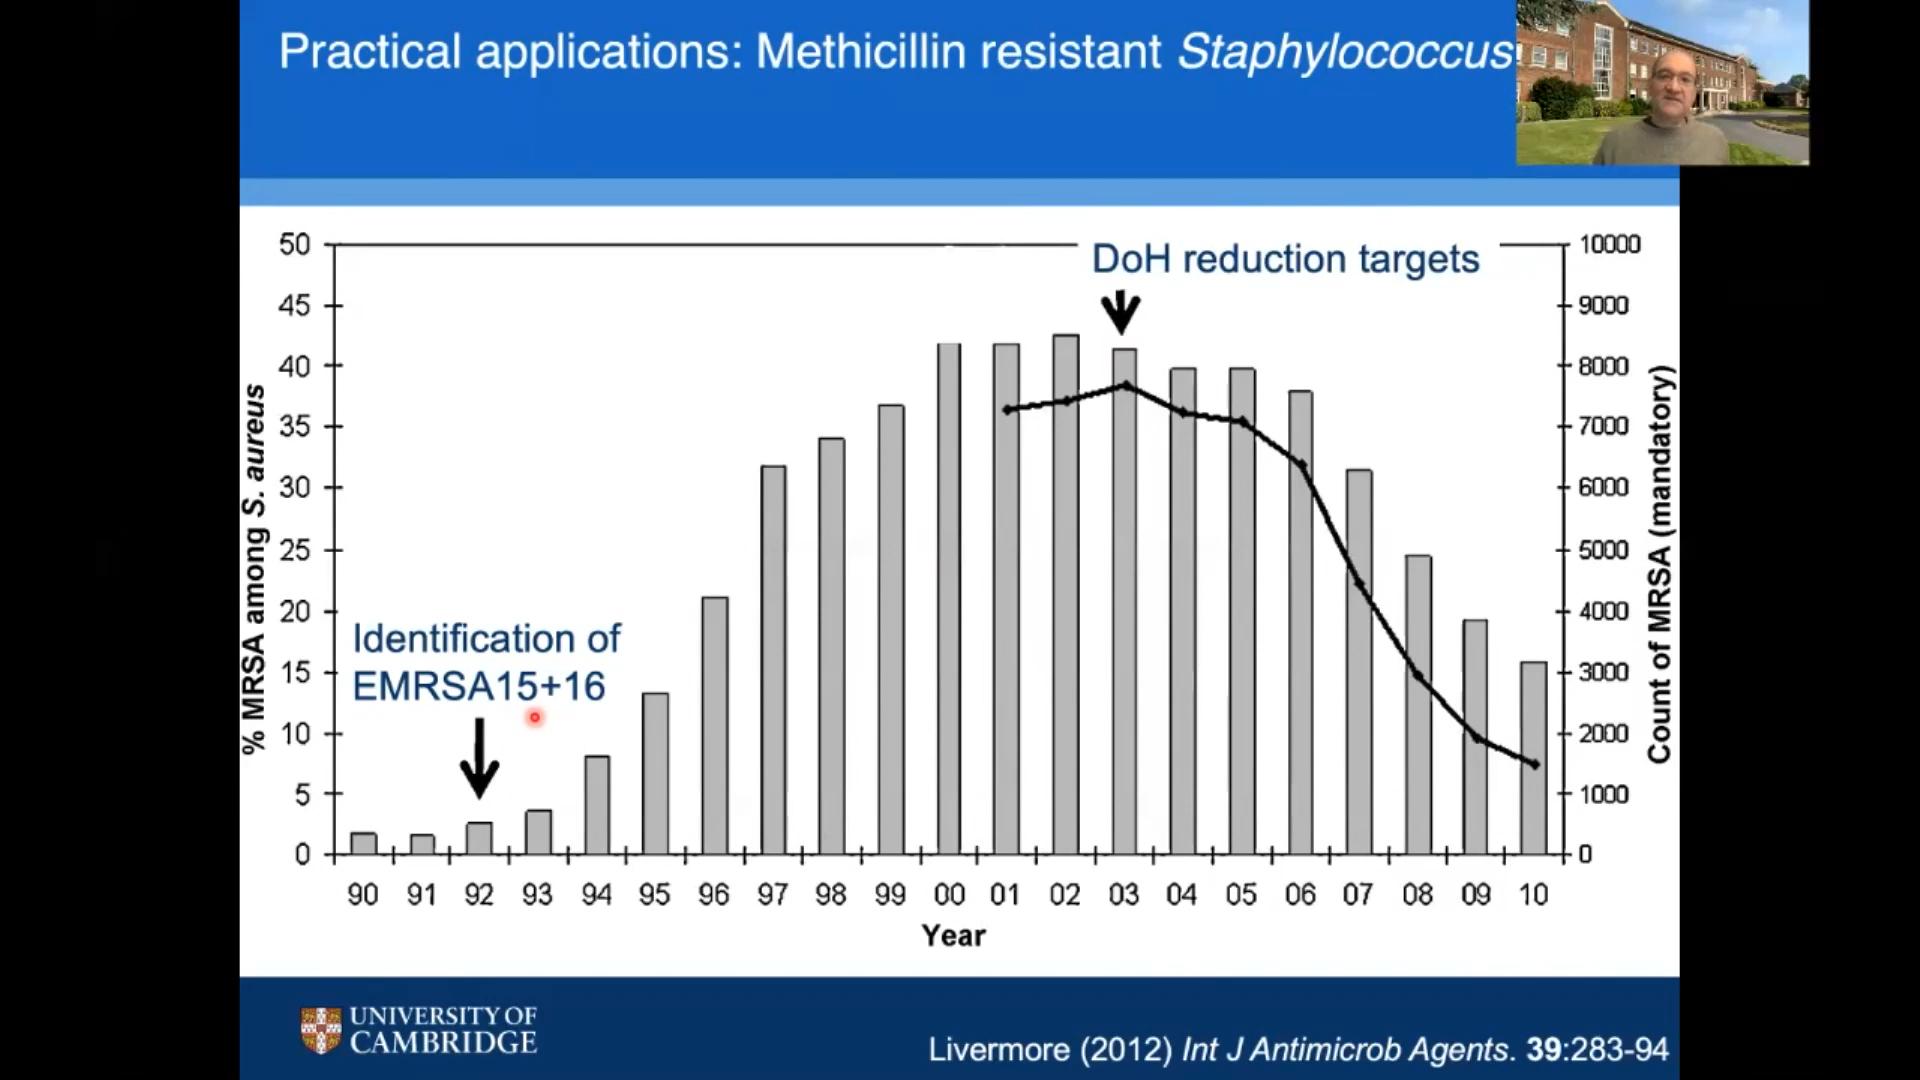 Practical applications: Methicillin resistant Staphylococcus
50
45
40
35
30
25
20
15
10
5
0
% MRSA among S. aureus
DoH reduction targets
Identification of
EMRSA15+16
10000
9000
8000
7000
6000
5000
4000
3000
2000
1000
0
Count of MRSA (mandatory)
90 91 92 93 94 95 96 97 98 99 00 01 02 03 04 05 06 07 08 09 10
Year
UNIVERSITY OF
CAMBRIDGE
Livermore (2012) Int J Antimicrob Agents. 39:283-94